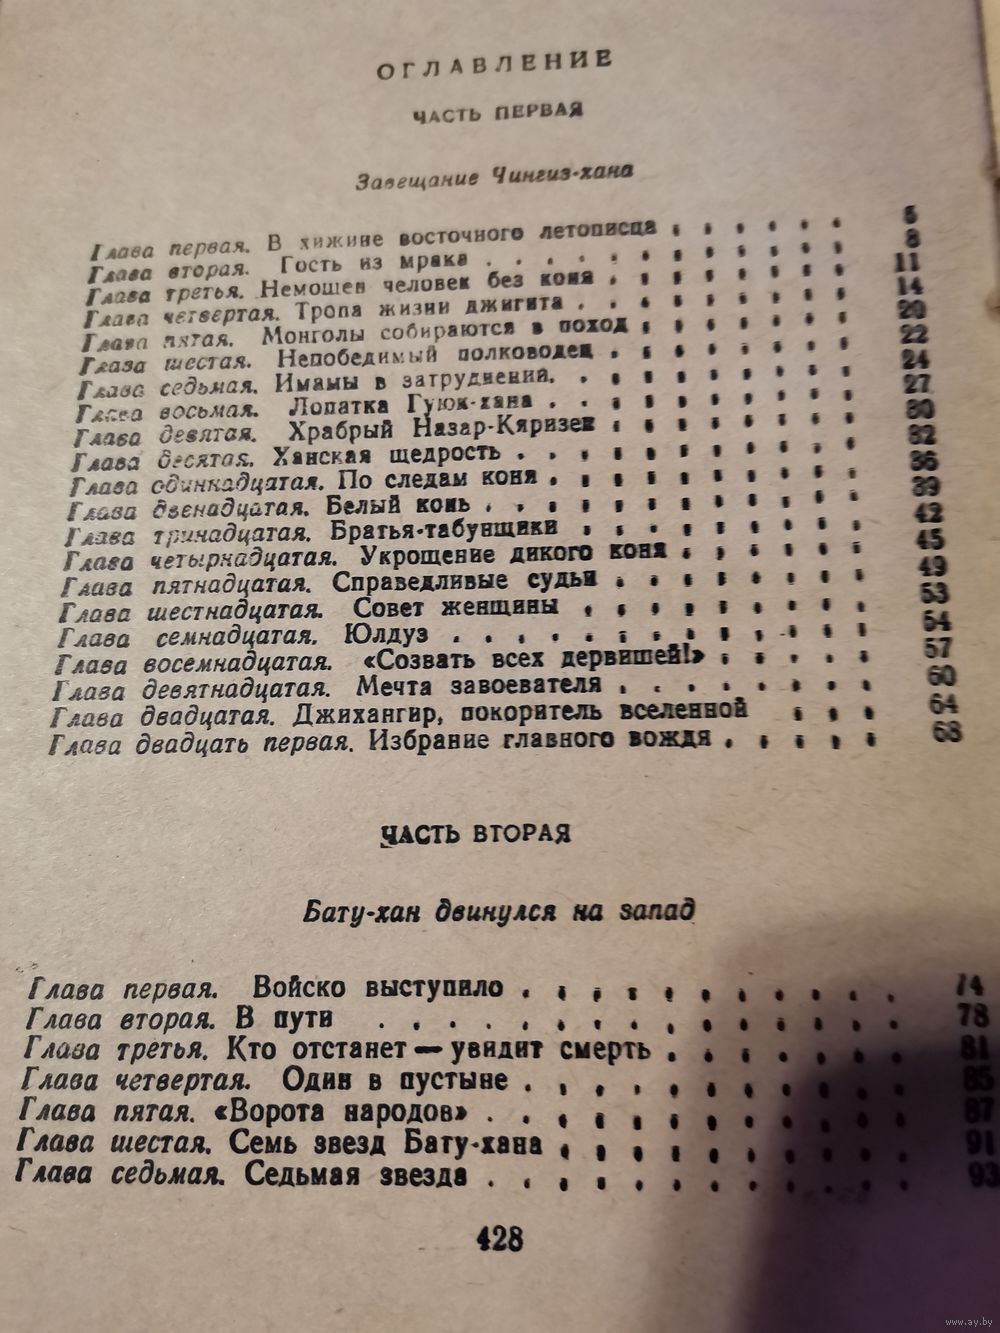 ОГЛАВЛЕНИЕ
ЧАСТЬ ПЕРВАЯ
Завещание Чингиз-хана
Глава первая. В хижине восточного летописца . . . . . . 5
Глава вторая. Гость из мрака . . . . . . . . . . . 8
Глава третья. Немощен человек без коня . . . . . . . . 11
Глава четвертая. Тропа жизни джигита . . . . . . . . . 14
Глава пятая. Монголы собираются в поход . . . . . . . 20
Глава шестая. Непобедимый полководец . . . . . . . . 22
Глава седьмая. Имамы в затруднении. . . . . . . . . . 24
Глава восьмая. Лопатка Гуюк-хана . . . . . . . . . . 27
Глава девятая. Храбрый Назар-Кяризек . . . . . . . . 30
Глава десятая. Ханская щедрость . . . . . . . . . . . 32
Глава одиннадцатая. По следам коня . . . . . . . . . . 36
Глава двенадцатая. Белый конь . . . . . . . . . . . . 39
Глава тринадцатая. Братья-табунщики . . . . . . . . . 42
Глава четырнадцатая. Укрощение дикого коня . . . . . . 45
Глава пятнадцатая. Справедливые судьи . . . . . . . . 49
Глава шестнадцатая. Совет женщины . . . . . . . . . 53
Глава семнадцатая. Юлдуз . . . . . . . . . . . . . 54
Глава восемнадцатая. «Созвать всех дервишей!» . . . . . 57
Глава девятнадцатая. Мечта завоевателя . . . . . . . . 60
Глава двадцатая. Джихангир, покоритель вселенной . . . 64
Глава двадцать первая. Избрание главного вождя . . . . . 68
ЧАСТЬ ВТОРАЯ
Бату-хан двинулся на запад
Глава первая. Войско выступило . . . . . . . . . . . 74
Глава вторая. В пути . . . . . . . . . . . . . . . 78
Глава третья. Кто отстанет — увидит смерть . . . . . . . 81
Глава четвертая. Один в пустыне . . . . . . . . . . . 85
Глава пятая. «Ворота народов» . . . . . . . . . . . . 87
Глава шестая. Семь звезд Бату-хана . . . . . . . . . . 91
Глава седьмая. Седьмая звезда . . . . . . . . . . . . 93
428
www.ay.by